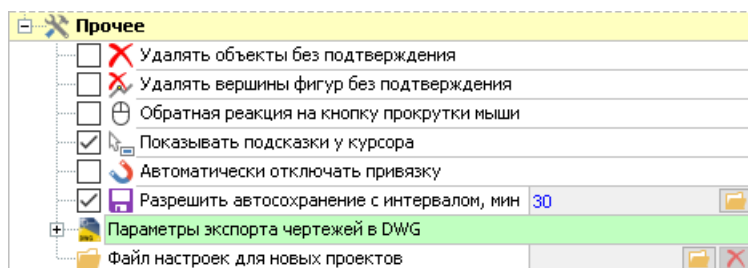 Прочее
Удалять объекты без подтверждения
Удалять вершины фигур без подтверждения
Обратная реакция на кнопку прокрутки мыши
Показывать подсказки у курсора
Автоматически отключать привязку
Разрешить автосохранение с интервалом, мин 30
Параметры экспорта чертежей в DWG
Файл настроек для новых проектов